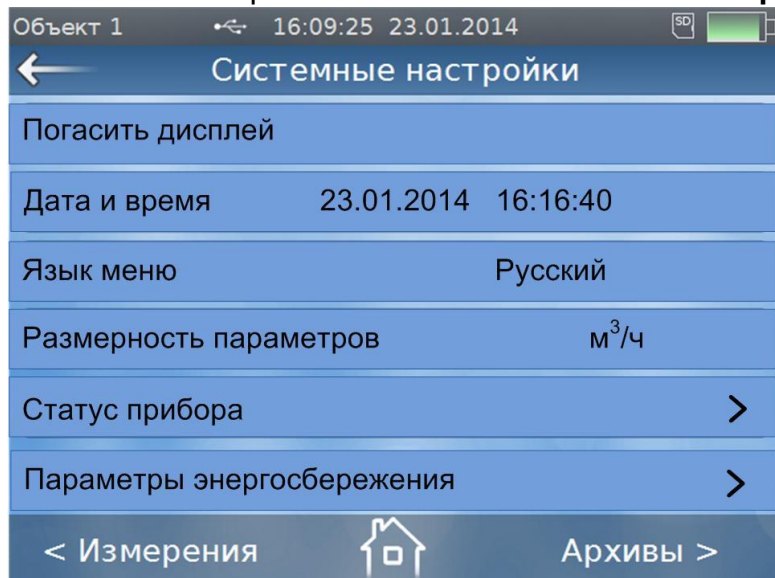 Объект 1 16:09:25 23.01.2014 SD
Системные настройки
Погасить дисплей
Дата и время 23.01.2014 16:16:40
Язык меню Русский
Размерность параметров м³/ч
Статус прибора >
Параметры энергосбережения >
< Измерения Архивы >